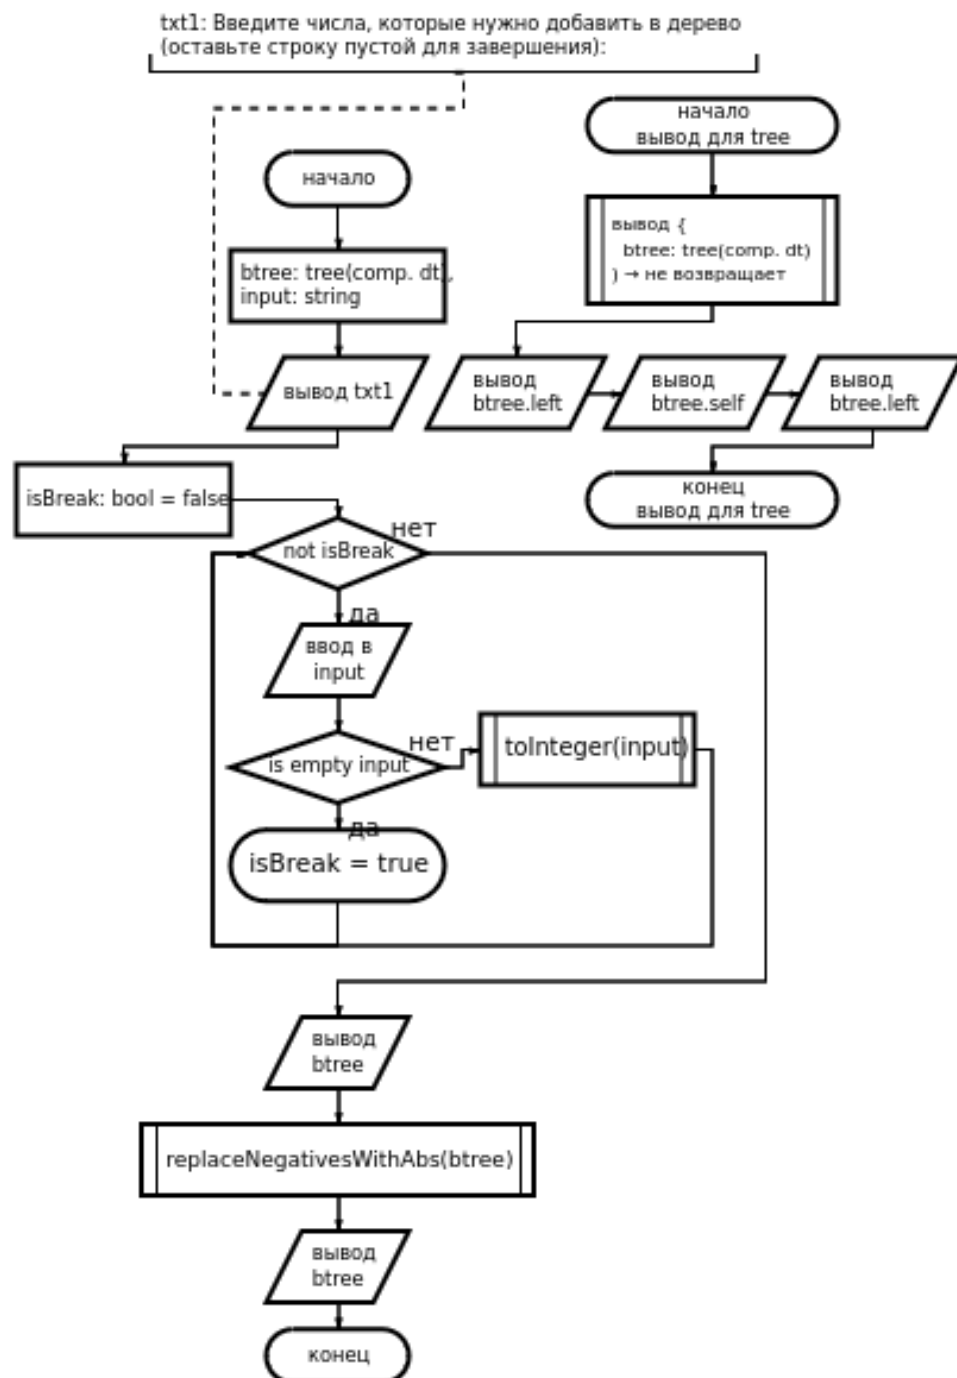 txt1: Введите числа, которые нужно добавить в дерево
(оставьте строку пустой для завершения):
начало
вывод для tree
начало
вывод {
btree: tree(comp. dt)
) → не возвращает
btree: tree(comp. dt),
input: string
вывод txt1
вывод
btree.left
вывод
btree.self
вывод
btree.left
isBreak: bool = false
конец
вывод для tree
нет
not isBreak
да
ввод в
input
нет
is empty input
toInteger(input)
да
isBreak = true
вывод
btree
replaceNegativesWithAbs(btree)
вывод
btree
конец